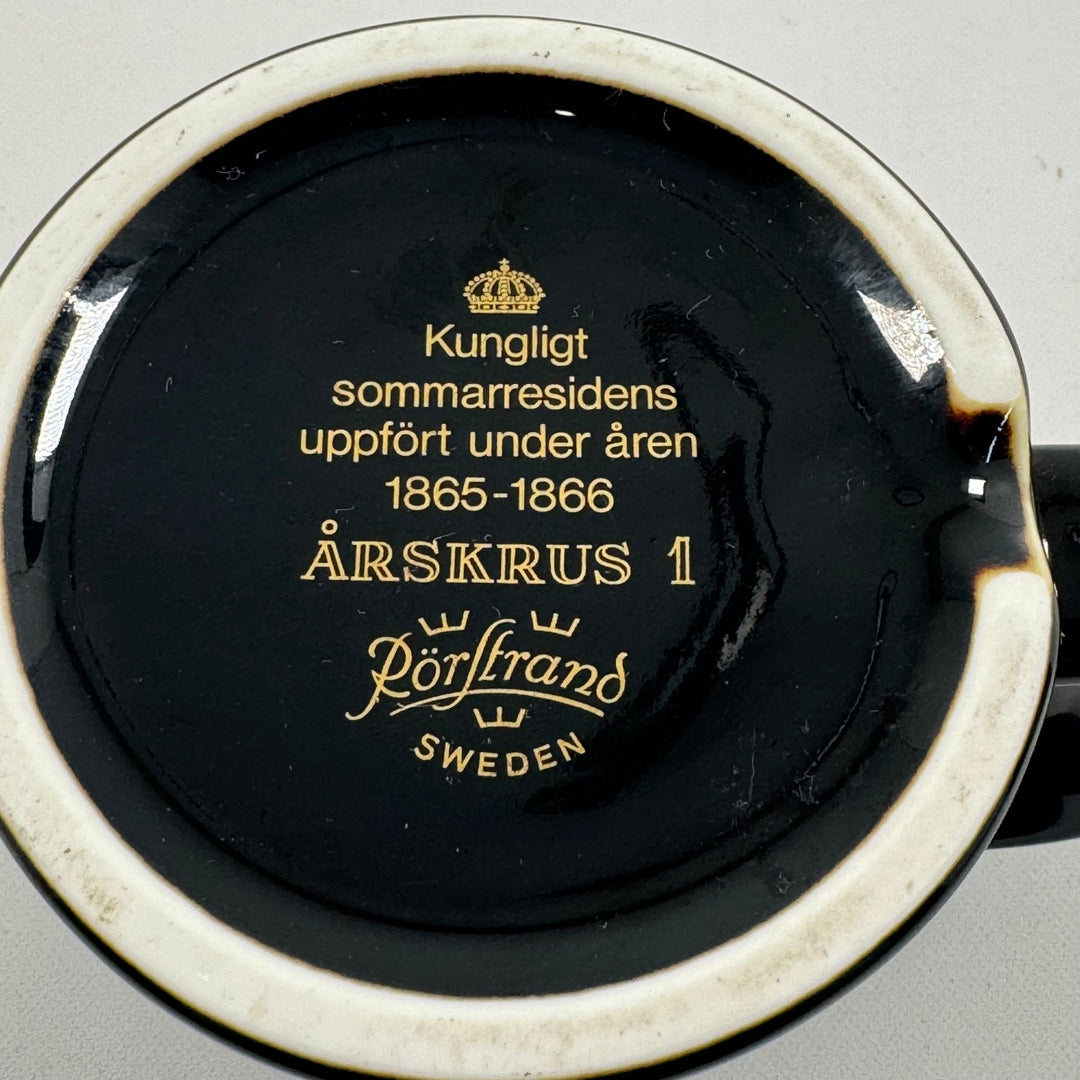 Kungligt
sommarresidens
uppfört under åren
1865-1866
ÅRSKRUS 1
Rörstrand
SWEDEN